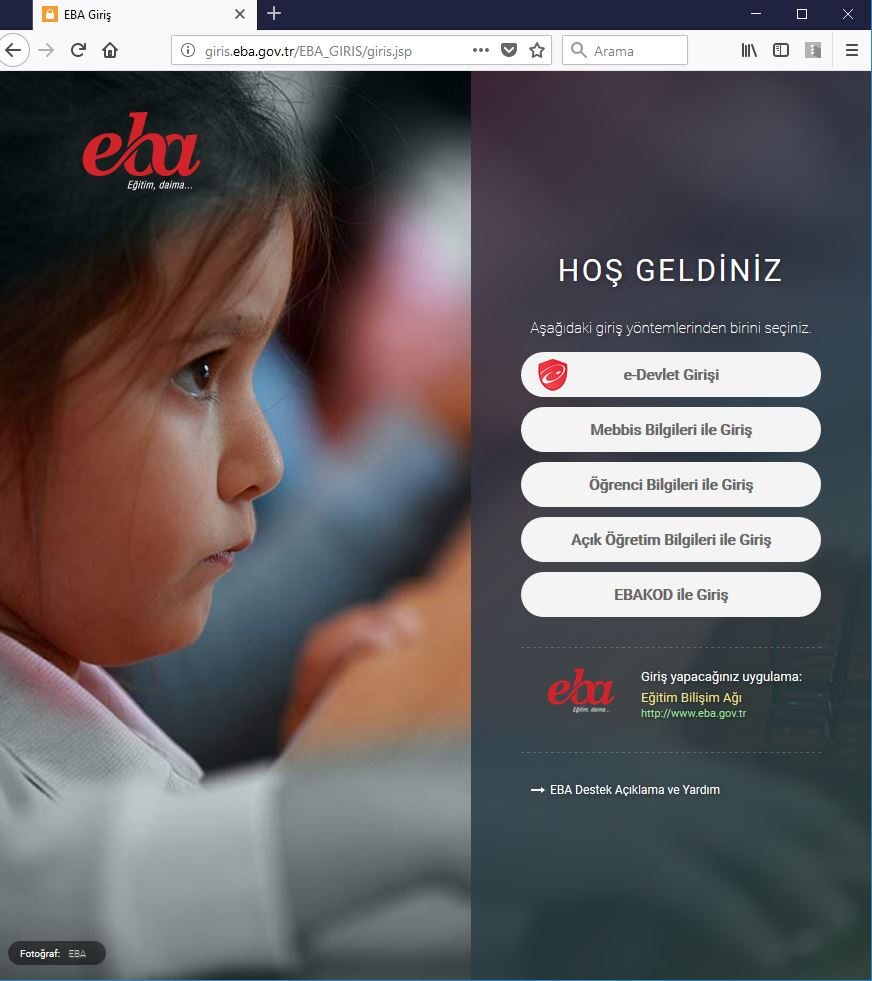 EBA Giriş
giris.eba.gov.tr/EBA_GIRIS/giris.jsp
Arama
eba
Eğitim, daima...
HOŞ GELDİNİZ
Aşağıdaki giriş yöntemlerinden birini seçiniz.
e-Devlet Girişi
Mebbis Bilgileri ile Giriş
Öğrenci Bilgileri ile Giriş
Açık Öğretim Bilgileri ile Giriş
EBAKOD ile Giriş
eba
Eğitim, daima...
Giriş yapacağınız uygulama:
Eğitim Bilişim Ağı
http://www.eba.gov.tr
EBA Destek Açıklama ve Yardım
Fotoğraf: EBA